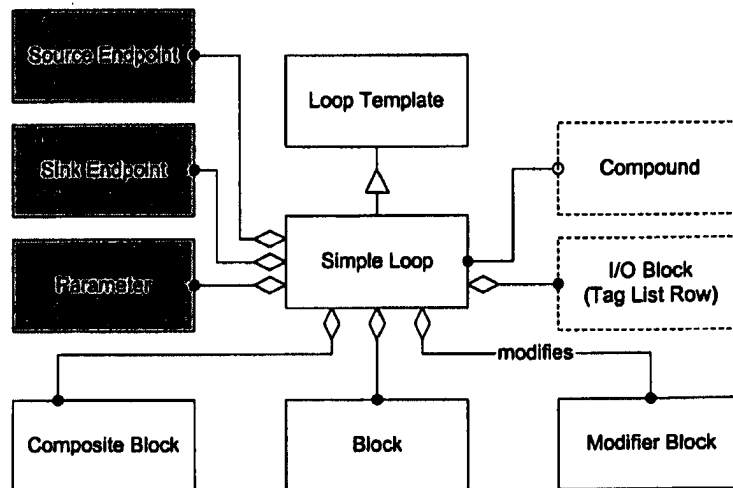 Source Endpoint
Loop Template
Sink Endpoint
Compound
Simple Loop
Parameter
I/O Block
(Tag List Row)
modifies
Composite Block
Block
Modifier Block